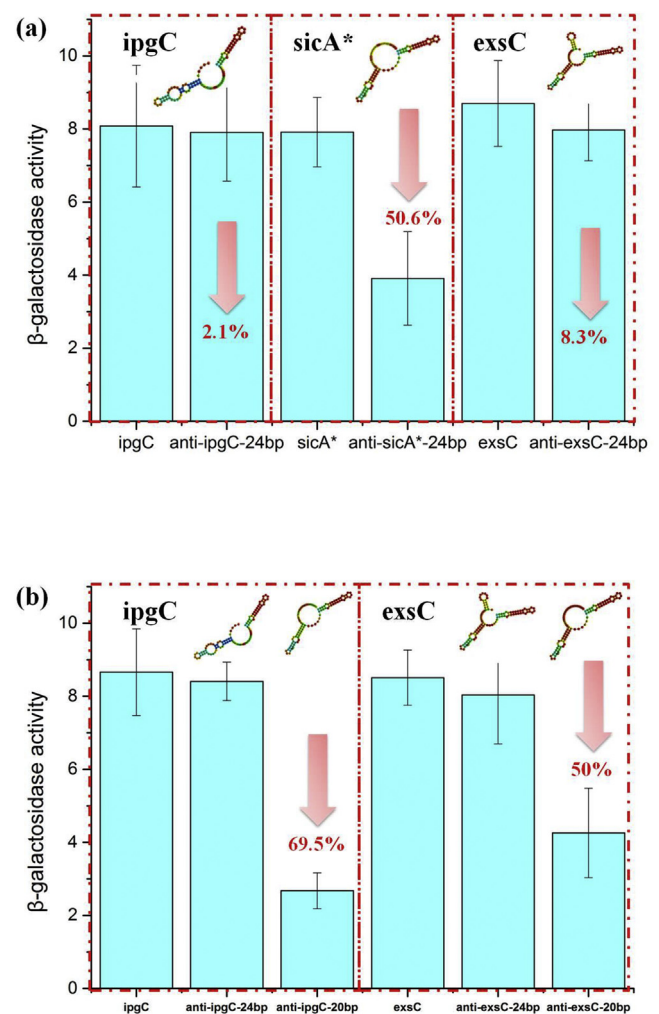 (a)
ipgC sicA* exsC
10
8
6
4
2
0
β-galactosidase activity
50.6%
2.1% 8.3%
ipgC anti-ipgC-24bp sicA* anti-sicA*-24bp exsC anti-exsC-24bp
(b)
ipgC exsC
10
8
6
4
2
0
β-galactosidase activity
50%
69.5%
ipgC anti-ipgC-24bp anti-ipgC-20bp exsC anti-exsC-24bp anti-exsC-20bp